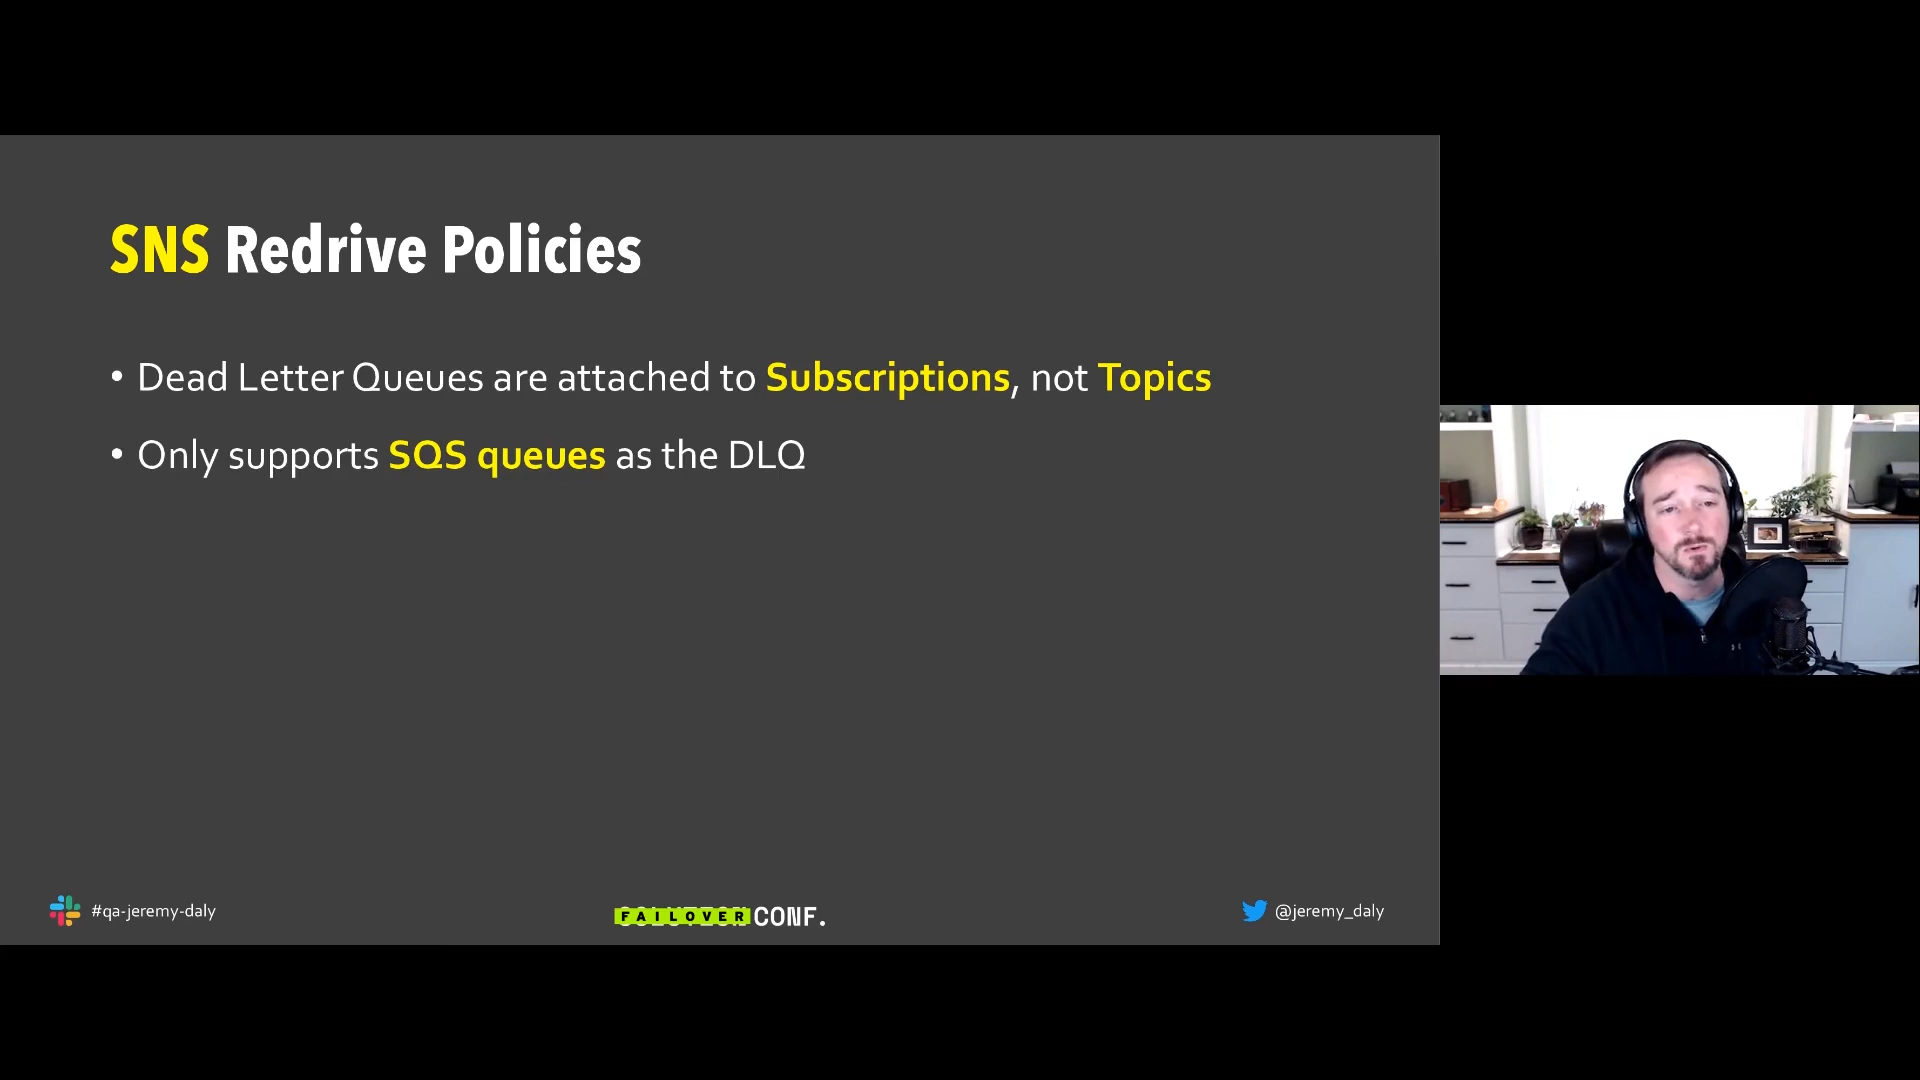 SNS Redrive Policies
• Dead Letter Queues are attached to Subscriptions, not Topics
• Only supports SQS queues as the DLQ
#qa-jeremy-daly
FAILOVER CONF.
@jeremy_daly